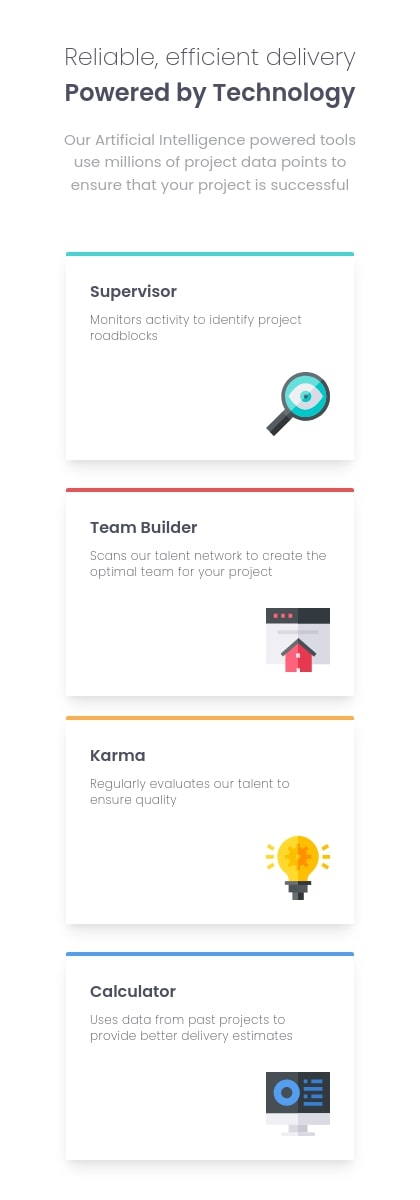 Reliable, efficient delivery
Powered by Technology
Our Artificial Intelligence powered tools
use millions of project data points to
ensure that your project is successful
Supervisor
Monitors activity to identify project
roadblocks
Team Builder
Scans our talent network to create the
optimal team for your project
Karma
Regularly evaluates our talent to
ensure quality
Calculator
Uses data from past projects to
provide better delivery estimates